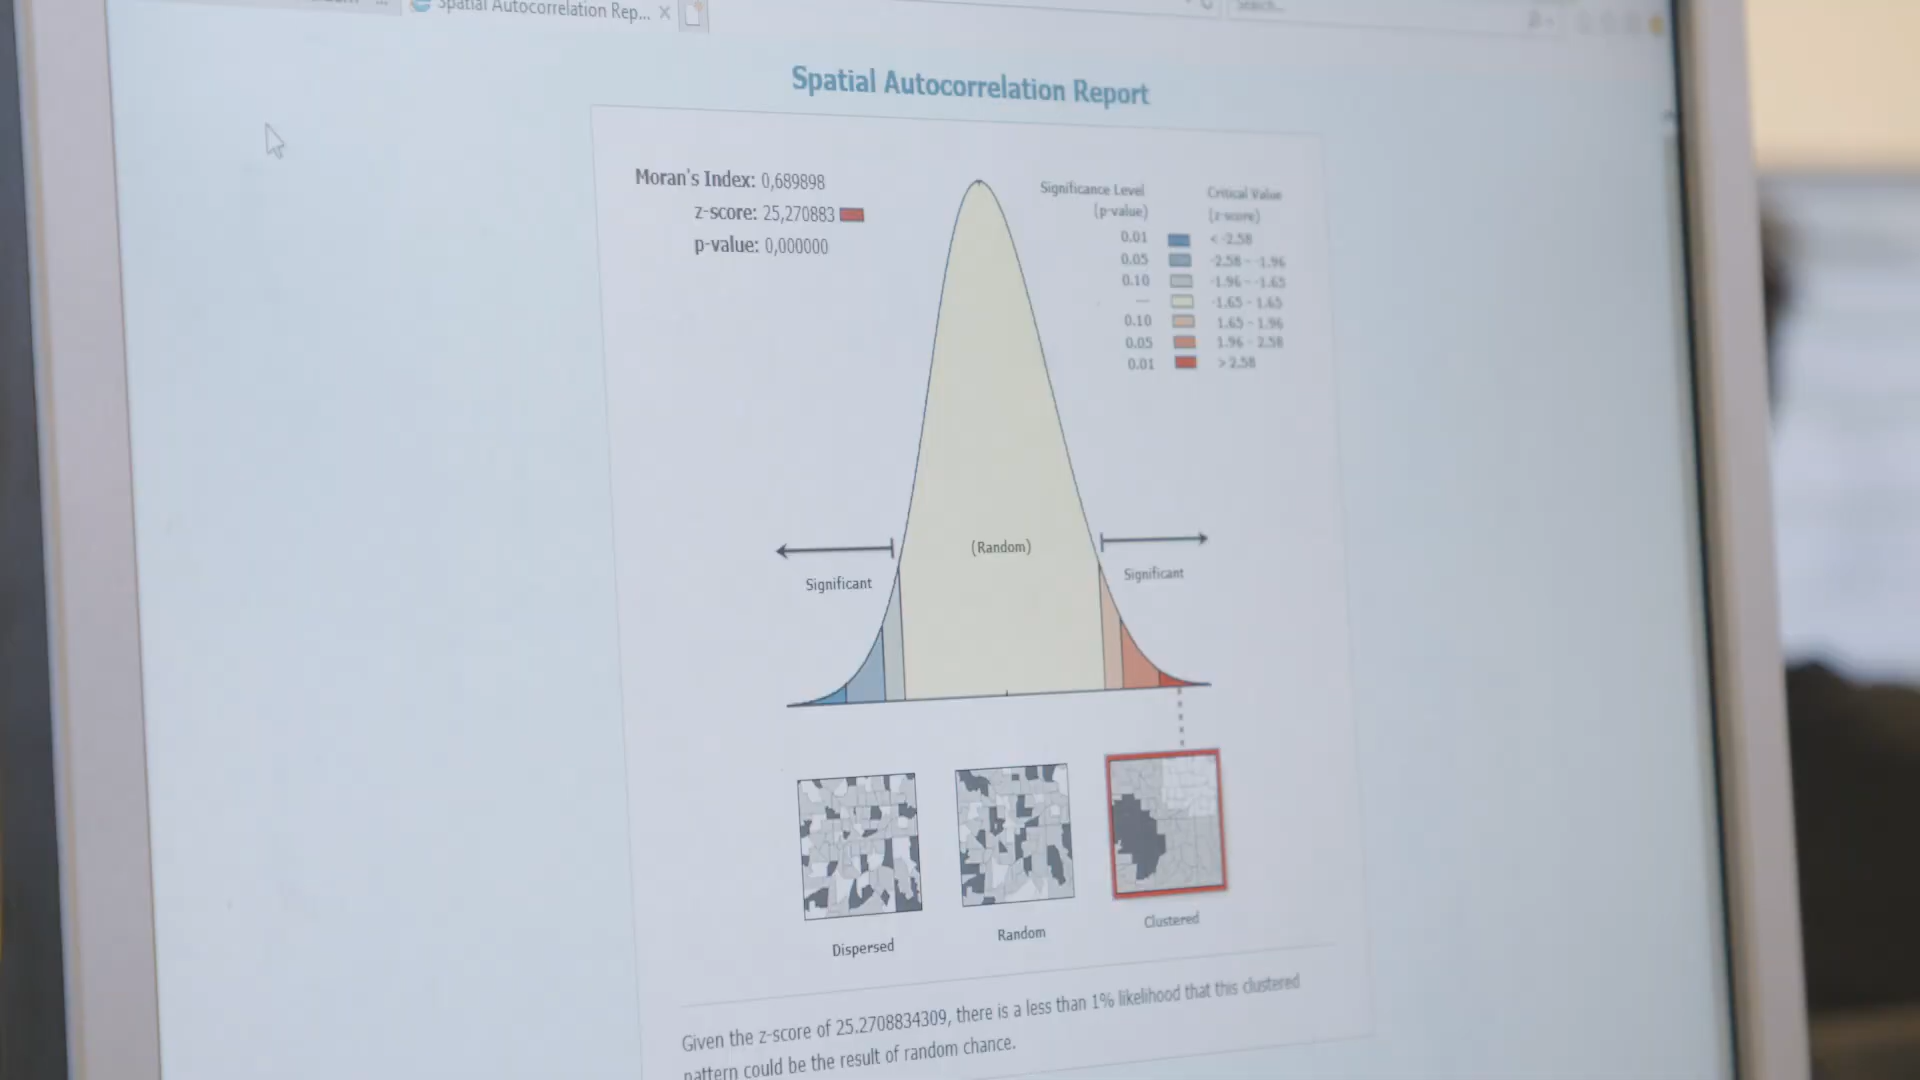 Spatial Autocorrelation Rep...
Search...
Spatial Autocorrelation Report
Moran's Index: 0,689898
z-score: 25,270883
p-value: 0,000000
Significance Level
(p-value)
Critical Value
(z-score)
0.01 < -2.58
0.05 -2.58 - -1.96
0.10 -1.96 - -1.65
— -1.65 - 1.65
0.10 1.65 - 1.96
0.05 1.96 - 2.58
0.01 > 2.58
(Random)
Significant
Significant
Dispersed
Random
Clustered
Given the z-score of 25.2708834309, there is a less than 1% likelihood that this clustered
pattern could be the result of random chance.